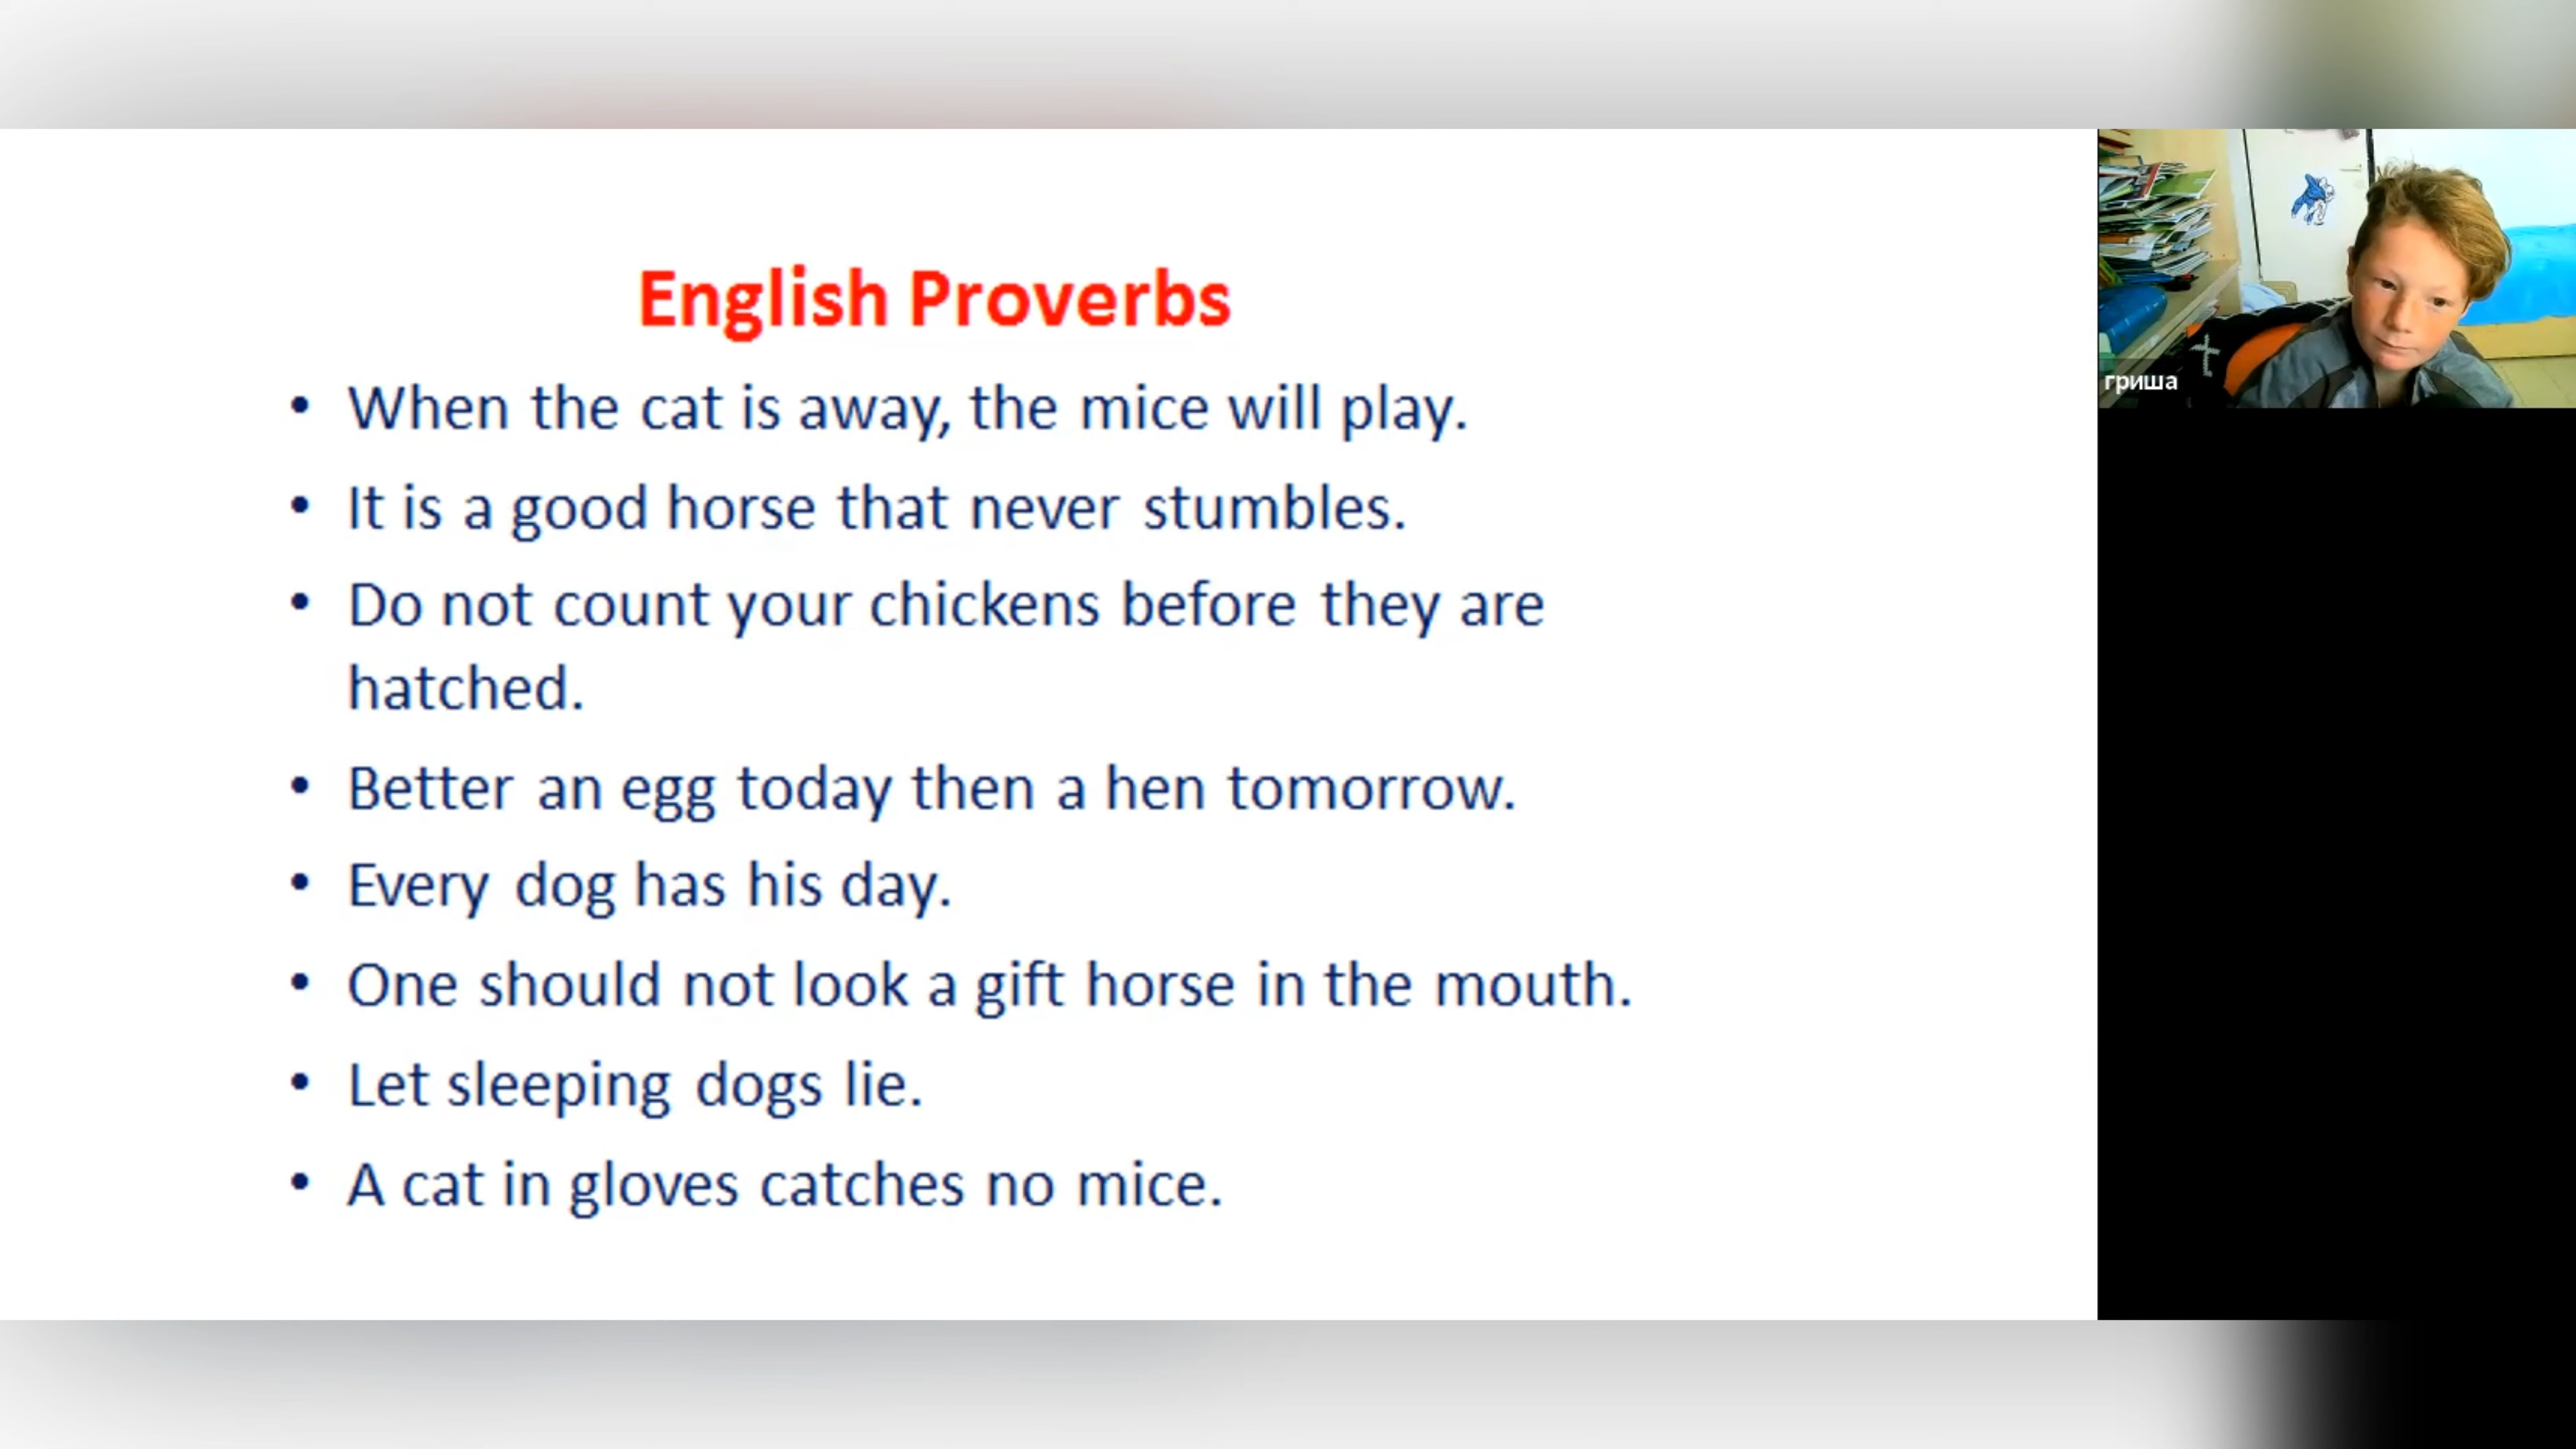 English Proverbs
• When the cat is away, the mice will play.
• It is a good horse that never stumbles.
• Do not count your chickens before they are
hatched.
• Better an egg today then a hen tomorrow.
• Every dog has his day.
• One should not look a gift horse in the mouth.
• Let sleeping dogs lie.
• A cat in gloves catches no mice.
гриша